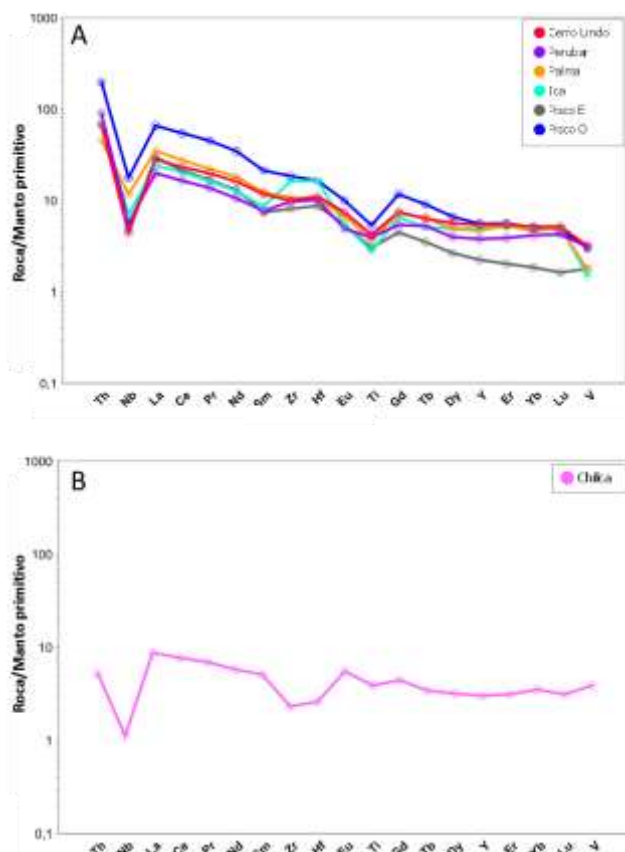 A
1000
100
10
1
0,1
Roca/Manto primitivo
Cerro Lindo
Perubar
Palma
Ica
Pisco E
Pisco O
Th Nb La Ce Pr Nd Sm Zr Hf Eu Ti Gd Tb Dy Y Er Yb Lu V
B
1000
100
10
1
0,1
Roca/Manto primitivo
Chilca
Th Nb La Ce Pr Nd Sm Zr Hf Eu Ti Gd Tb Dy Y Er Yb Lu V